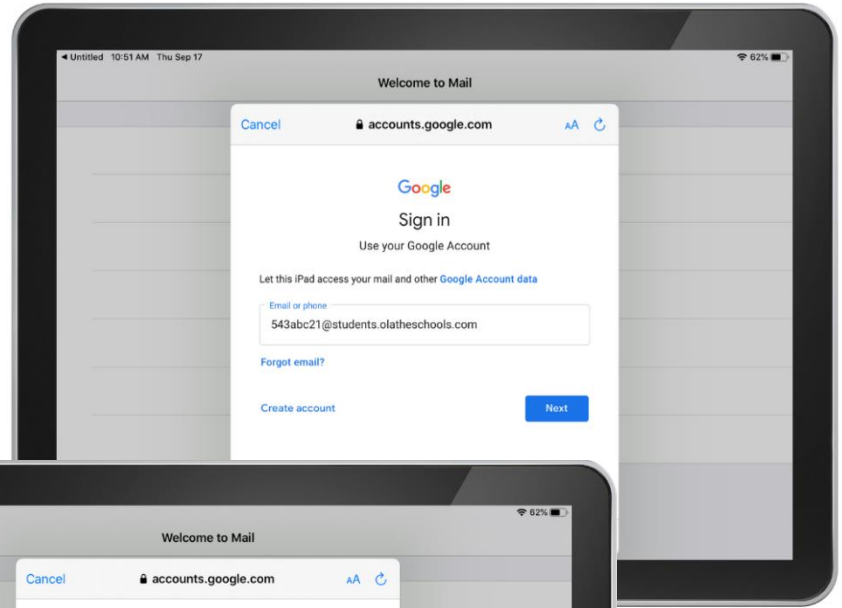 ◀ Untitled 10:51 AM Thu Sep 17 62%
Welcome to Mail
Cancel accounts.google.com AA
Google
Sign in
Use your Google Account
Let this iPad access your mail and other Google Account data
Email or phone
543abc21@students.olatheschools.com
Forgot email?
Create account Next
62%
Welcome to Mail
Cancel accounts.google.com AA